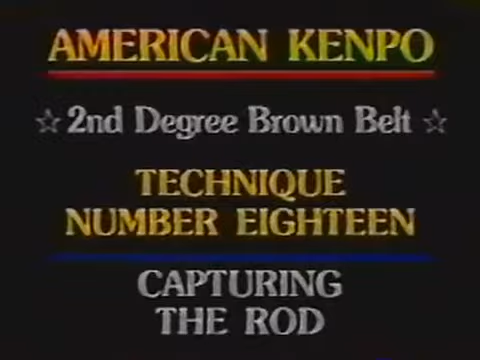 AMERICAN KENPO
☆ 2nd Degree Brown Belt ☆
TECHNIQUE
NUMBER EIGHTEEN
CAPTURING
THE ROD